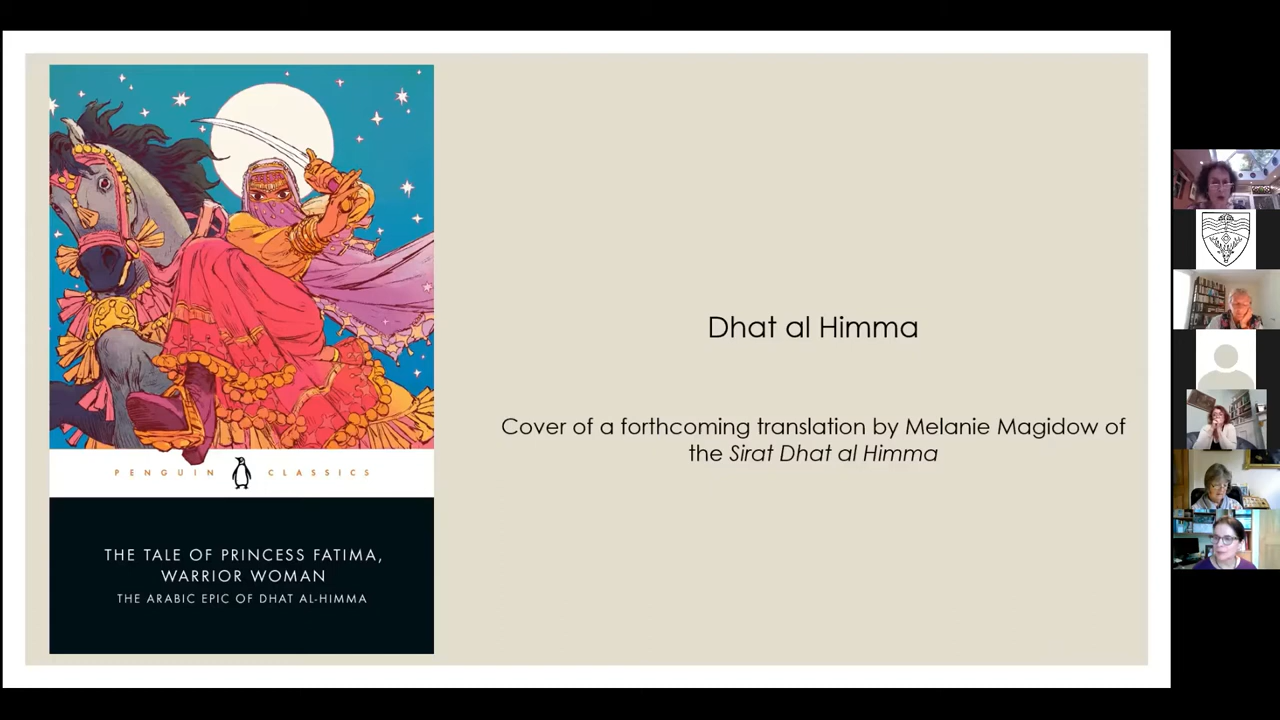 PENGUIN CLASSICS
THE TALE OF PRINCESS FATIMA,
WARRIOR WOMAN
THE ARABIC EPIC OF DHAT AL-HIMMA
Dhat al Himma
Cover of a forthcoming translation by Melanie Magidow of
the Sirat Dhat al Himma